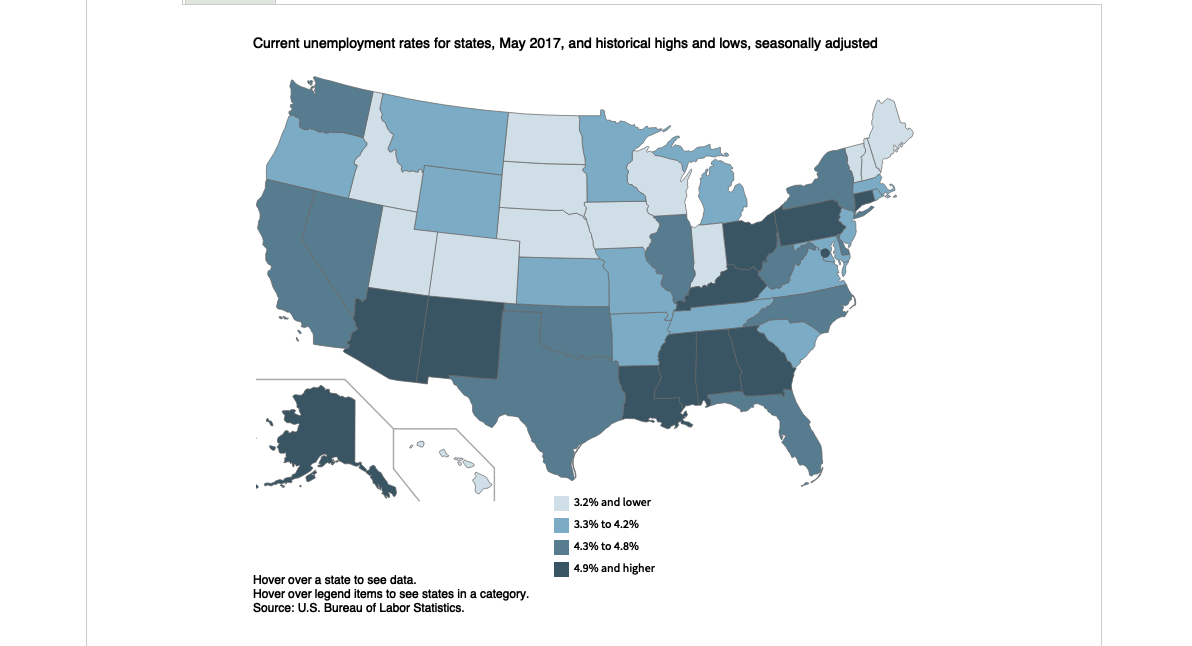 Current unemployment rates for states, May 2017, and historical highs and lows, seasonally adjusted
3.2% and lower
3.3% to 4.2%
4.3% to 4.8%
4.9% and higher
Hover over a state to see data.
Hover over legend items to see states in a category.
Source: U.S. Bureau of Labor Statistics.